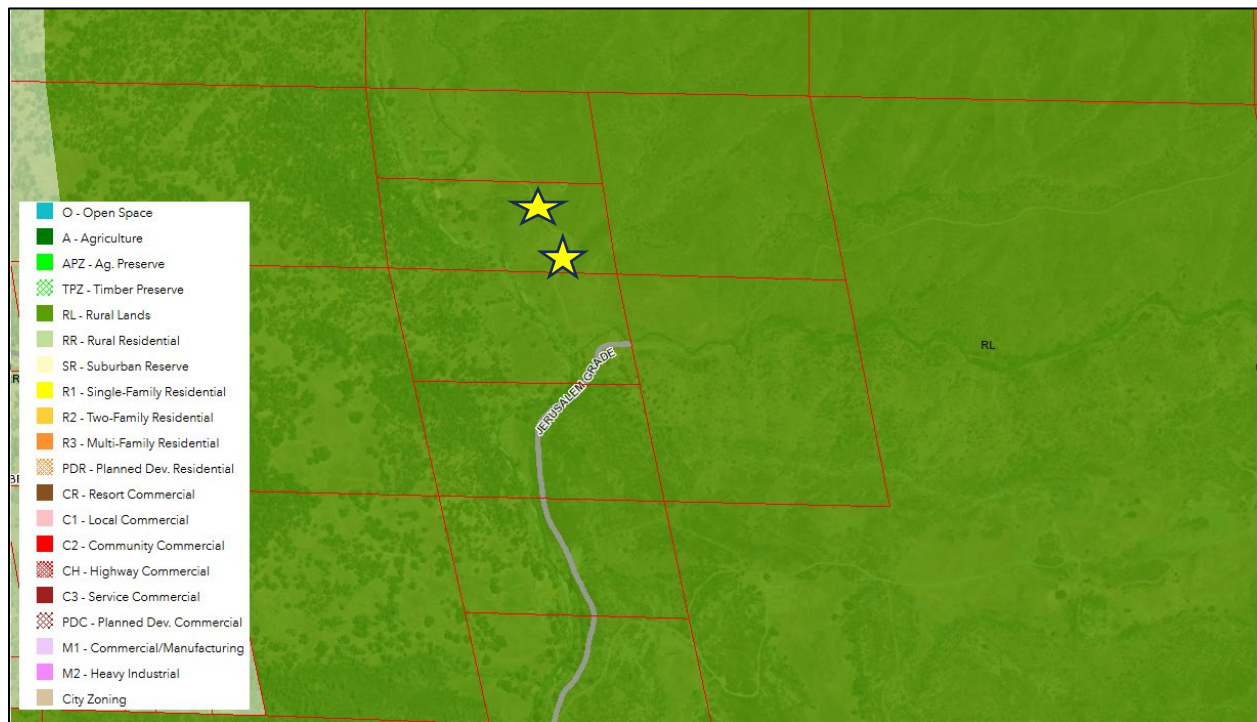 O - Open Space
A - Agriculture
APZ - Ag. Preserve
TPZ - Timber Preserve
RL - Rural Lands
RR - Rural Residential
SR - Suburban Reserve
R1 - Single-Family Residential
R2 - Two-Family Residential
R3 - Multi-Family Residential
PDR - Planned Dev. Residential
CR - Resort Commercial
C1 - Local Commercial
C2 - Community Commercial
CH - Highway Commercial
C3 - Service Commercial
PDC - Planned Dev. Commercial
M1 - Commercial/Manufacturing
M2 - Heavy Industrial
City Zoning
JERUSALEM GRADE
RL